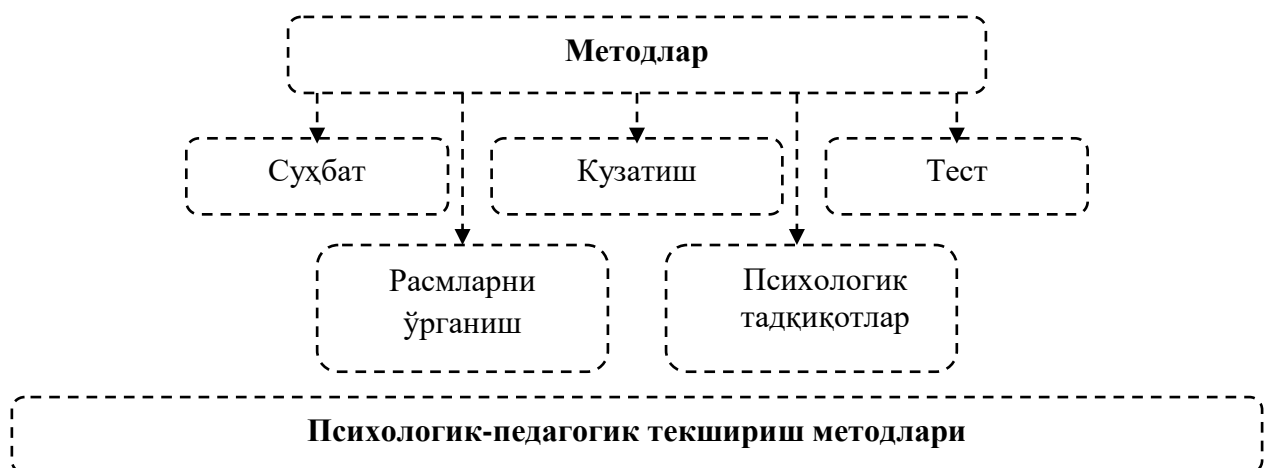 Методлар
Суҳбат
Кузатиш
Тест
Расмларни
ўрганиш
Психологик
тадқиқотлар
Психологик-педагогик текшириш методлари